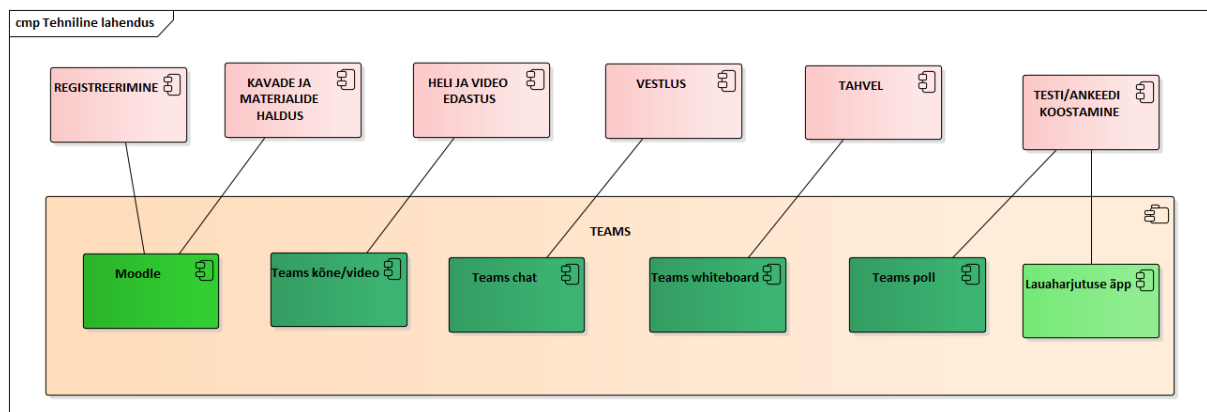 cmp Tehniline lahendus
REGISTREERIMINE
KAVADE JA
MATERJALIDE
HALDUS
HELI JA VIDEO
EDASTUS
VESTLUS
TAHVEL
TESTI/ANKEEDI
KOOSTAMINE
TEAMS
Moodle
Teams kõne/video
Teams chat
Teams whiteboard
Teams poll
Lauaharjutuse äpp